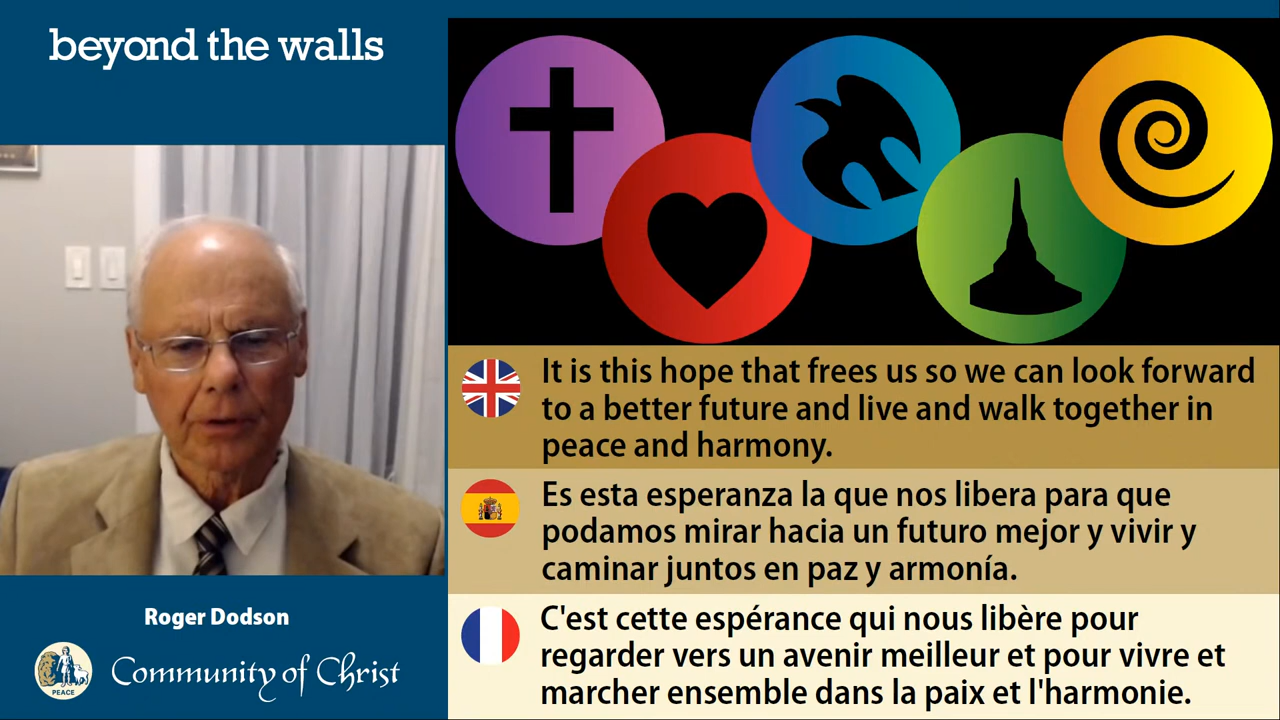 beyond the walls
Roger Dodson
PEACE
Community of Christ
It is this hope that frees us so we can look forward
to a better future and live and walk together in
peace and harmony.
Es esta esperanza la que nos libera para que
podamos mirar hacia un futuro mejor y vivir y
caminar juntos en paz y armonía.
C'est cette espérance qui nous libère pour
regarder vers un avenir meilleur et pour vivre et
marcher ensemble dans la paix et l'harmonie.